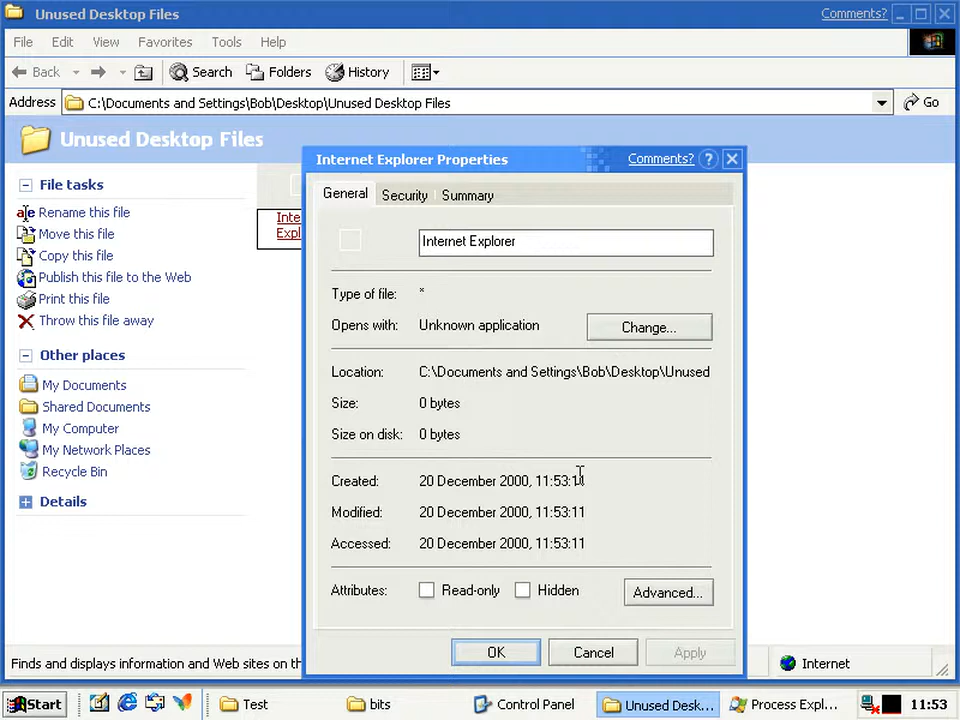 Unused Desktop Files
Comments?
File Edit View Favorites Tools Help
Back Search Folders History
Address C:\Documents and Settings\Bob\Desktop\Unused Desktop Files Go
Unused Desktop Files
File tasks
Rename this file
Move this file
Copy this file
Publish this file to the Web
Print this file
Throw this file away
Other places
My Documents
Shared Documents
My Computer
My Network Places
Recycle Bin
Details
Inte
Expl
Internet Explorer Properties
Comments?
General Security Summary
Internet Explorer
Type of file: *
Opens with: Unknown application Change...
Location: C:\Documents and Settings\Bob\Desktop\Unused
Size: 0 bytes
Size on disk: 0 bytes
Created: 20 December 2000, 11:53:11
Modified: 20 December 2000, 11:53:11
Accessed: 20 December 2000, 11:53:11
Attributes: Read-only Hidden Advanced...
OK Cancel Apply
Finds and displays information and Web sites on th
Internet
Start Test bits Control Panel Unused Desk... Process Expl... 11:53